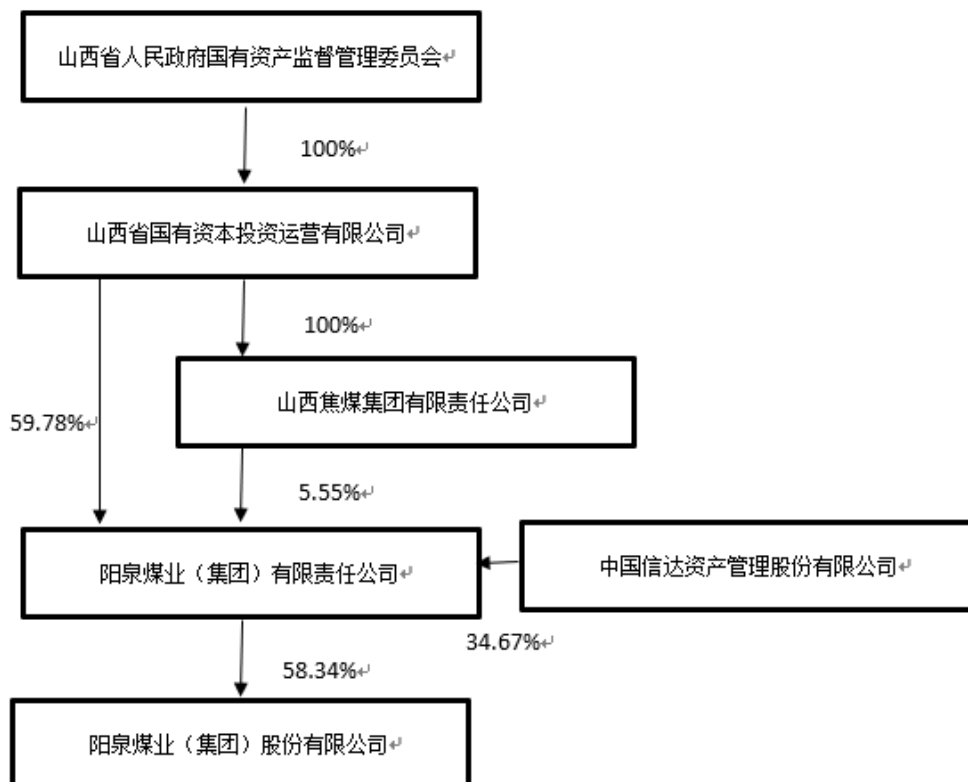 山西省人民政府国有资产监督管理委员会↵
100%↵
山西省国有资本投资运营有限公司↵
100%↵
山西焦煤集团有限责任公司↵
59.78%↵
5.55%↵
阳泉煤业（集团）有限责任公司↵
中国信达资产管理股份有限公司↵
34.67%↵
58.34%↵
阳泉煤业（集团）股份有限公司↵